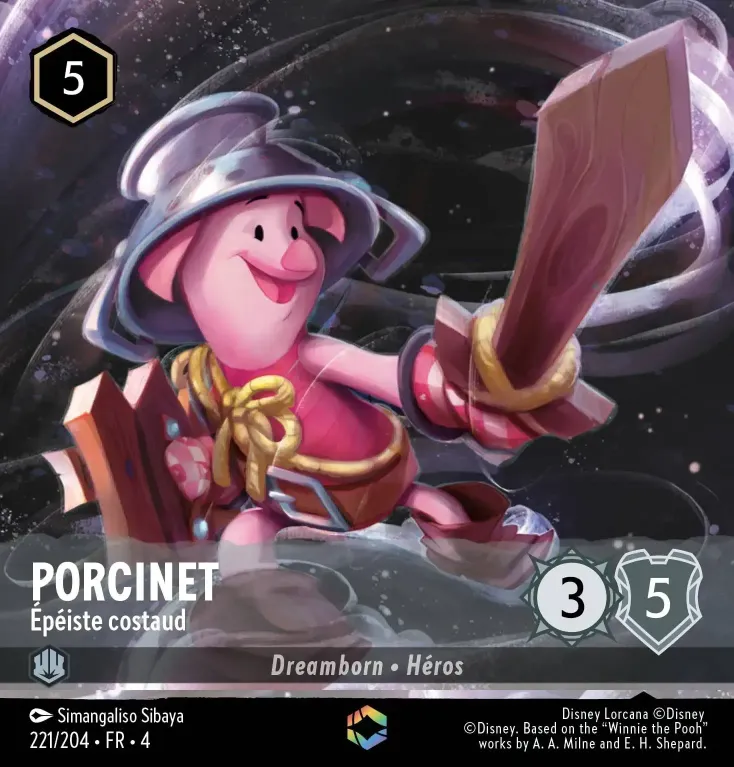 5
PORCINET
Épéiste costaud
3
5
Dreamborn • Héros
Simangaliso Sibaya
221/204 • FR • 4
Disney Lorcana ©Disney
©Disney. Based on the “Winnie the Pooh”
works by A. A. Milne and E. H. Shepard.